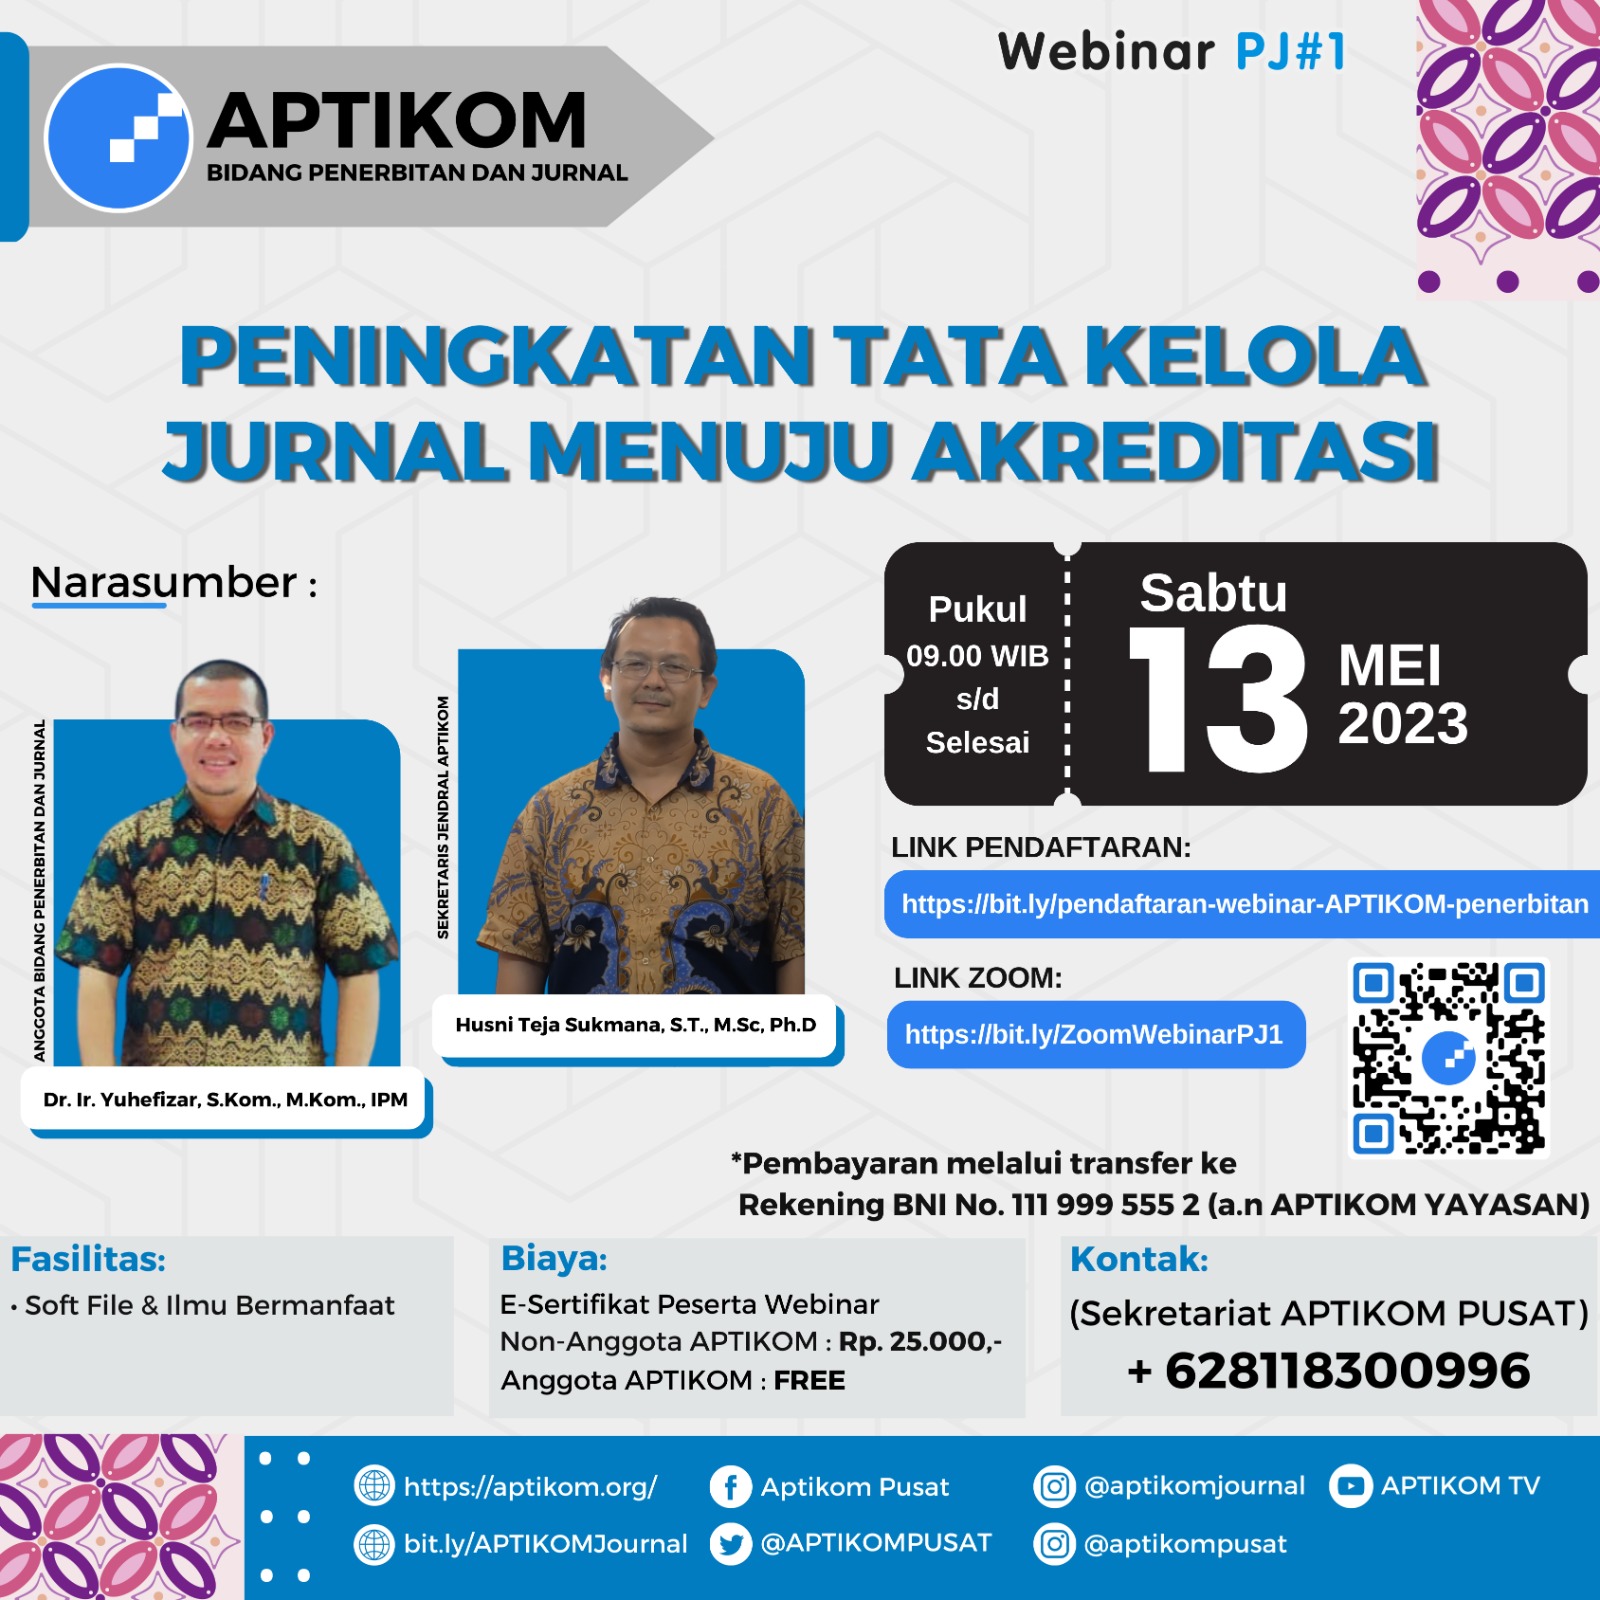 Webinar PJ#1
APTIKOM
BIDANG PENERBITAN DAN JURNAL
PENINGKATAN TATA KELOLA
JURNAL MENUJU AKREDITASI
Narasumber :
ANGGOTA BIDANG PENERBITAN DAN JURNAL
Dr. Ir. Yuhefizar, S.Kom., M.Kom., IPM
SEKRETARIS JENDRAL APTIKOM
Husni Teja Sukmana, S.T., M.Sc, Ph.D
Pukul
09.00 WIB
s/d
Selesai
Sabtu
13
MEI
2023
LINK PENDAFTARAN:
https://bit.ly/pendaftaran-webinar-APTIKOM-penerbitan
LINK ZOOM:
https://bit.ly/ZoomWebinarPJ1
*Pembayaran melalui transfer ke
Rekening BNI No. 111 999 555 2 (a.n APTIKOM YAYASAN)
Fasilitas:
• Soft File & Ilmu Bermanfaat
Biaya:
E-Sertifikat Peserta Webinar
Non-Anggota APTIKOM : Rp. 25.000,-
Anggota APTIKOM : FREE
Kontak:
(Sekretariat APTIKOM PUSAT)
+ 628118300996
https://aptikom.org/
Aptikom Pusat
@aptikomjournal
APTIKOM TV
bit.ly/APTIKOMJournal
@APTIKOMPUSAT
@aptikompusat